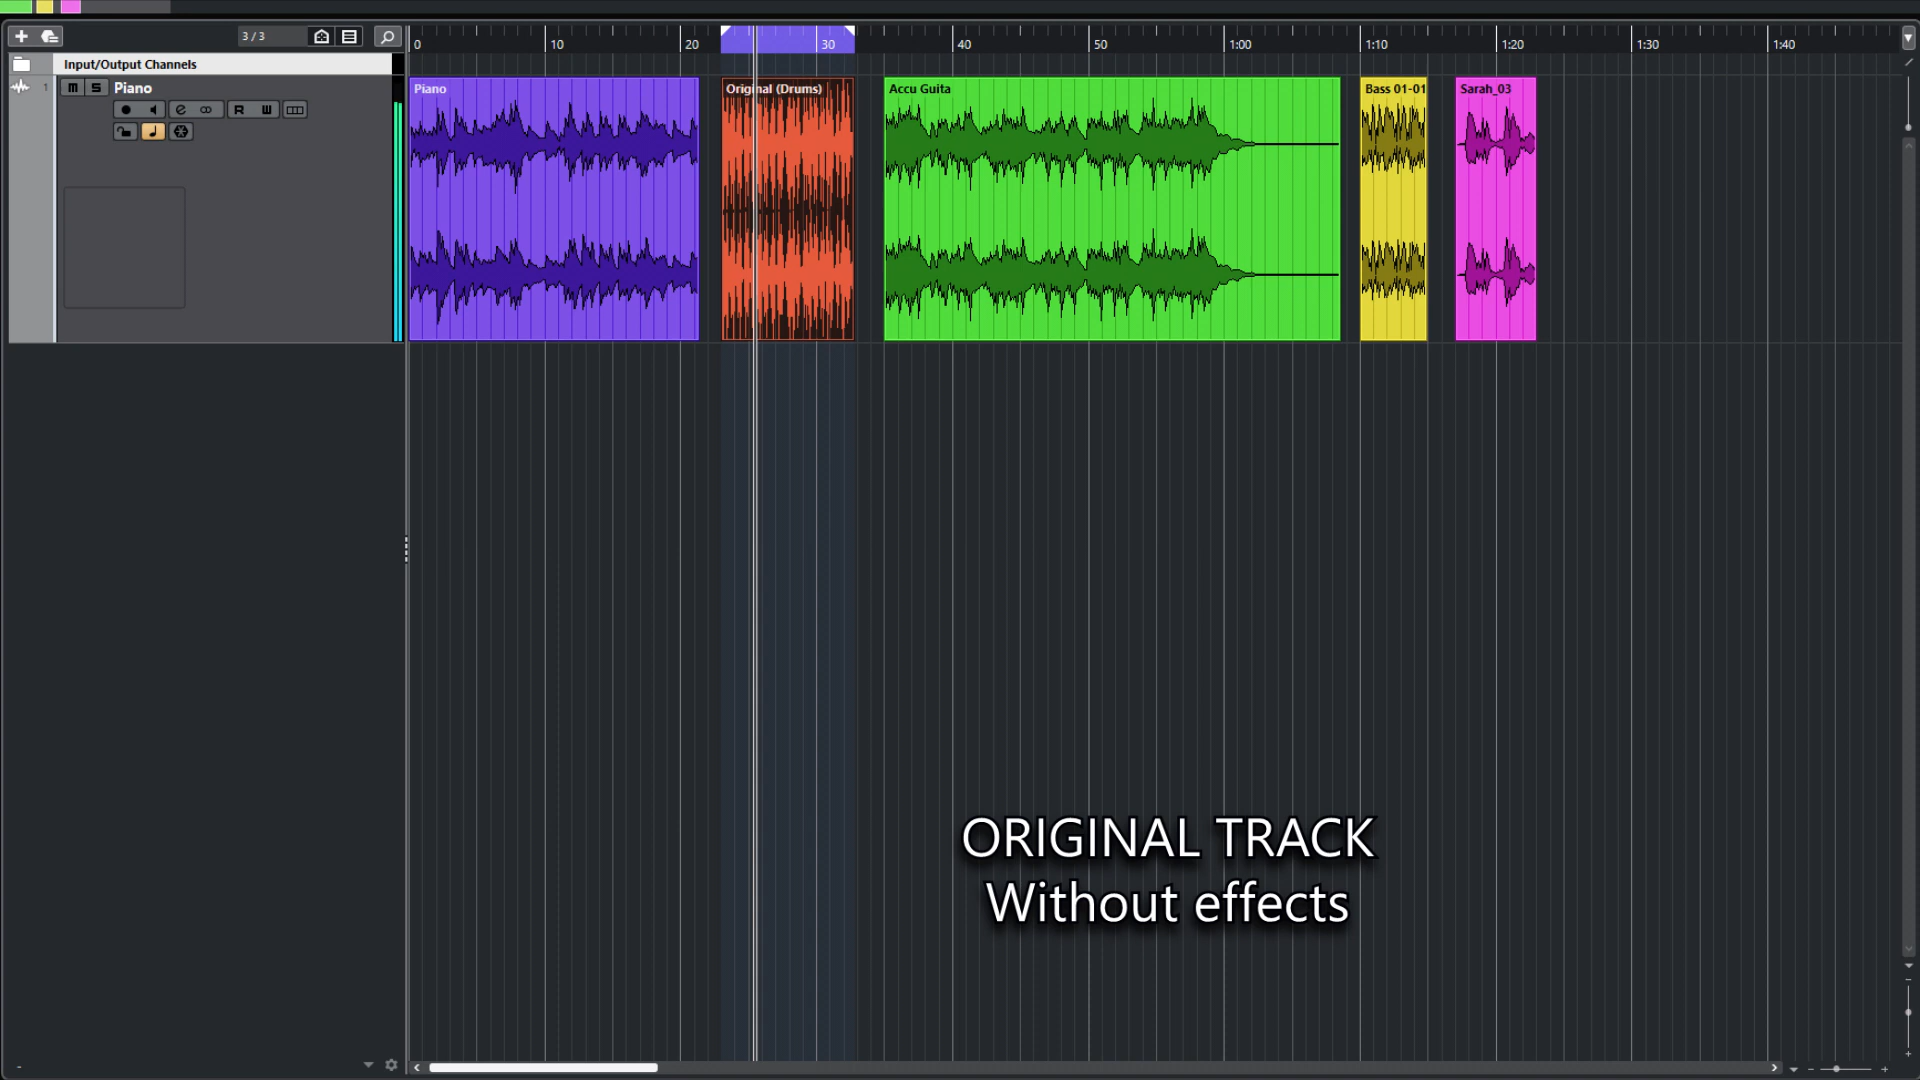 3 / 3
0 10 20 30 40 50 1:00 1:10 1:20 1:30 1:40
Input/Output Channels
1 m S Piano
e R W
Piano
Original (Drums)
Accu Guita
Bass 01-01
Sarah_03
ORIGINAL TRACK
Without effects